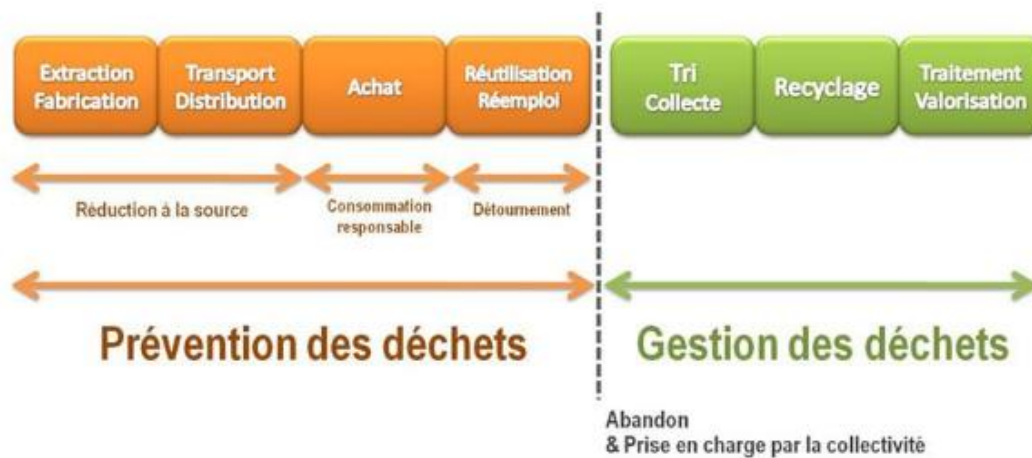 Extraction
Fabrication
Transport
Distribution
Achat
Réutilisation
Réemploi
Tri
Collecte
Recyclage
Traitement
Valorisation
Réduction à la source
Consommation
responsable
Détournement
Prévention des déchets
Gestion des déchets
Abandon
& Prise en charge par la collectivité